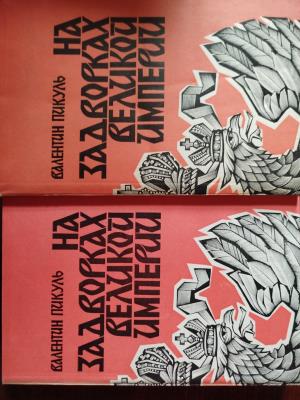 ВАЛЕНТИН ПИКУЛЬ
НА
ЗАДВОРКАХ
ВЕЛИКОЙ
ИМПЕРИИ
ВАЛЕНТИН ПИКУЛЬ
НА
ЗАДВОРКАХ
ВЕЛИКОЙ
ИМПЕРИИ